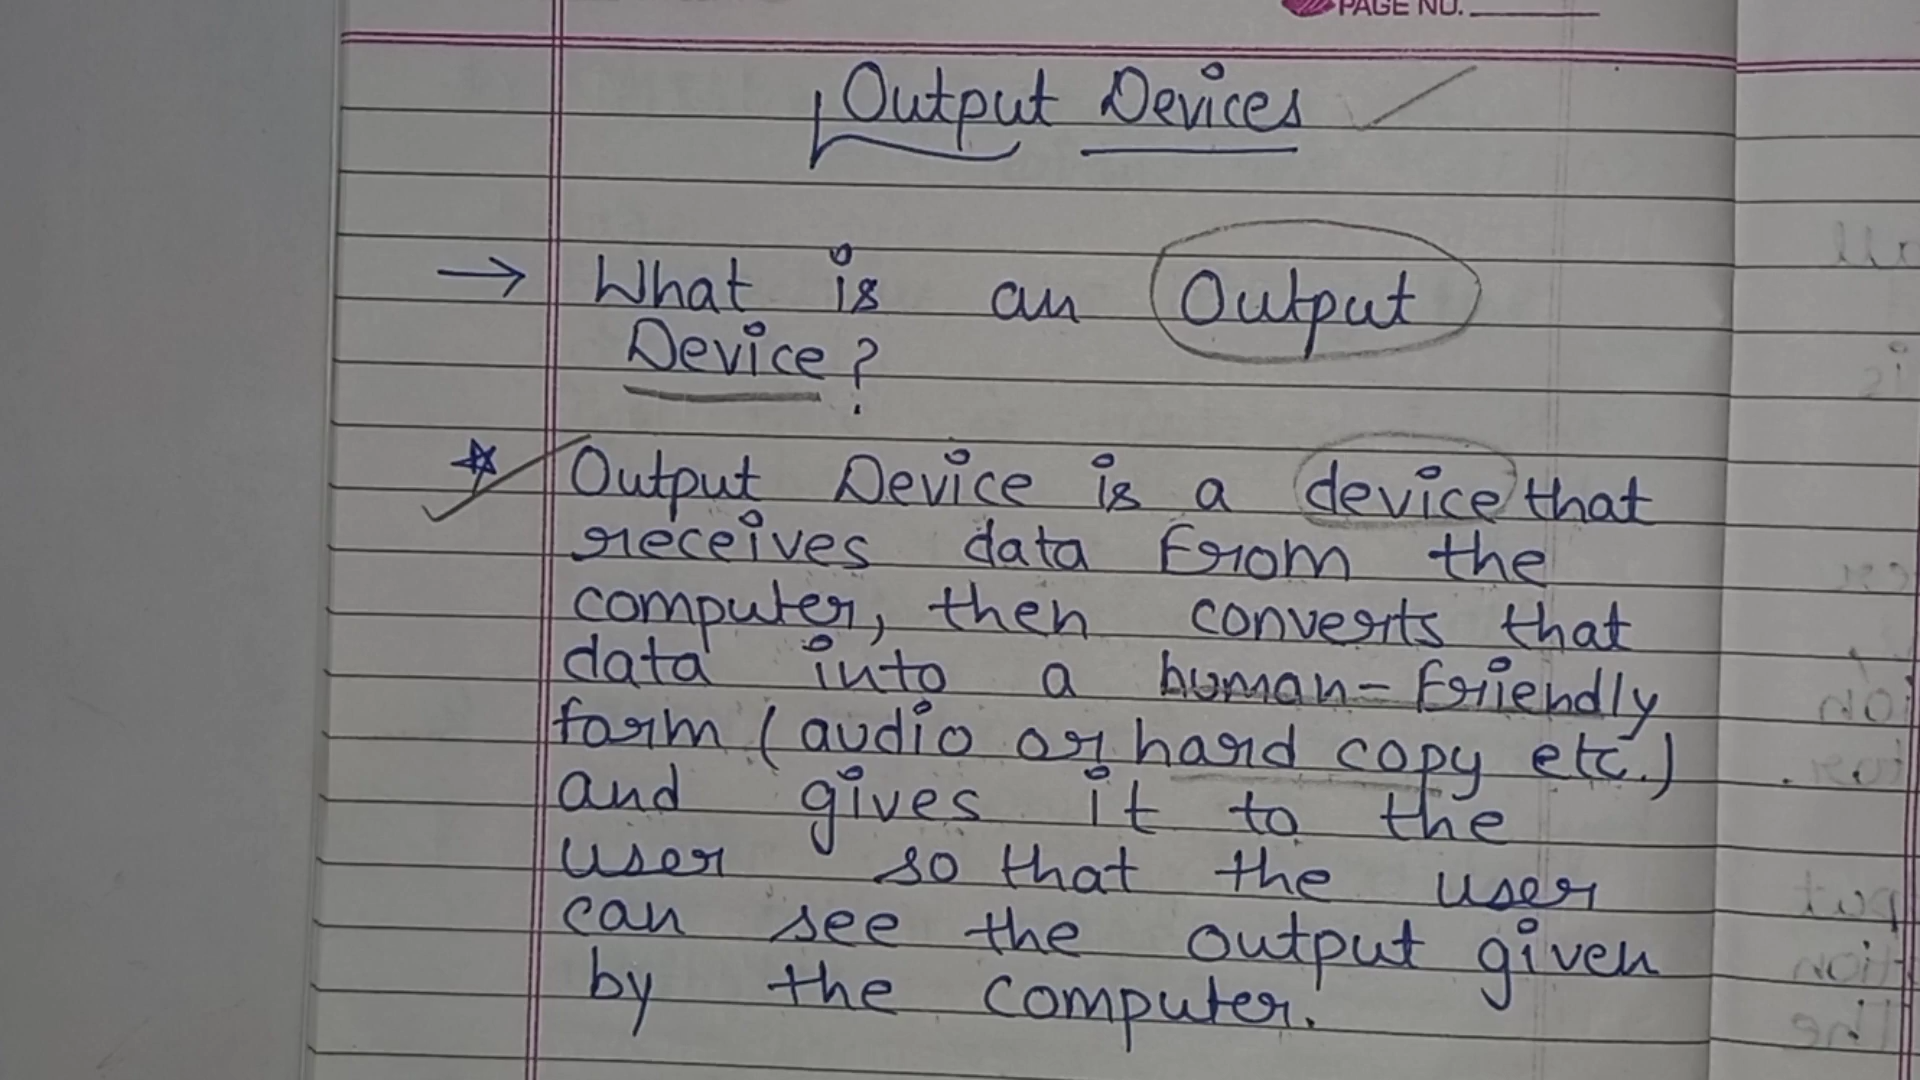 PAGE NO.
Output Devices
→ What is an Output
Device?
Output Device is a device that
receives data From the
computer, then converts that
data into a human-Friendly
form (audio or hard copy etc.)
and gives it to the
user so that the user
can see the output given
by the computer.